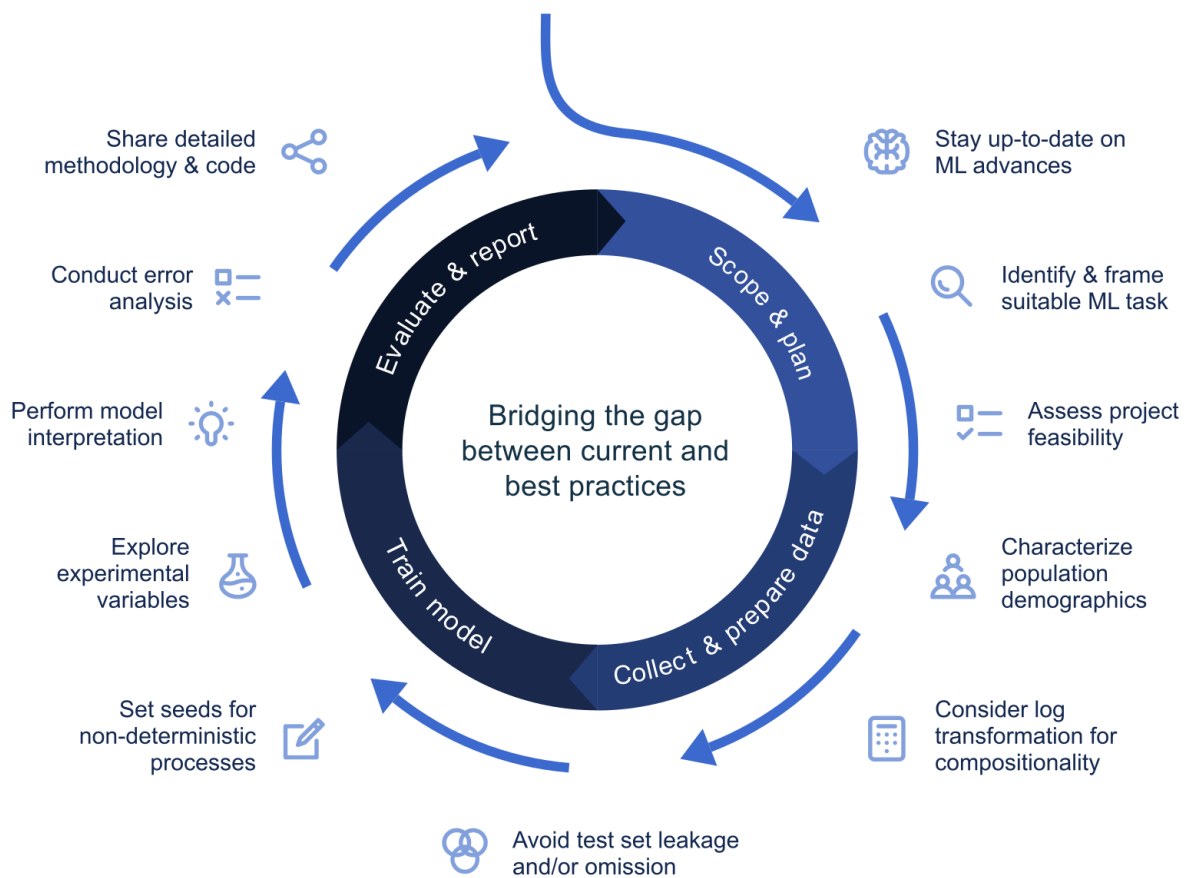 Share detailed
methodology & code
Stay up-to-date on
ML advances
Evaluate & report
Scope & plan
Conduct error
analysis
Identify & frame
suitable ML task
Perform model
interpretation
Bridging the gap
between current and
best practices
Assess project
feasibility
Explore
experimental
variables
Train model
Collect & prepare data
Characterize
population
demographics
Set seeds for
non-deterministic
processes
Consider log
transformation for
compositionality
Avoid test set leakage
and/or omission